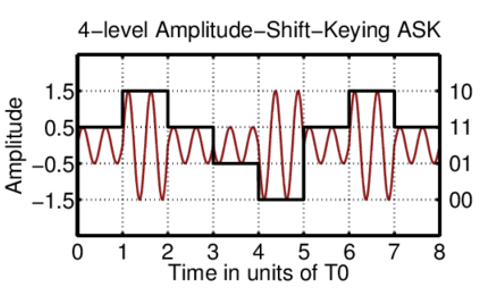 4−level Amplitude−Shift−Keying ASK
Amplitude
1.5 10
0.5 11
−0.5 01
−1.5 00
0 1 2 3 4 5 6 7 8
Time in units of T0